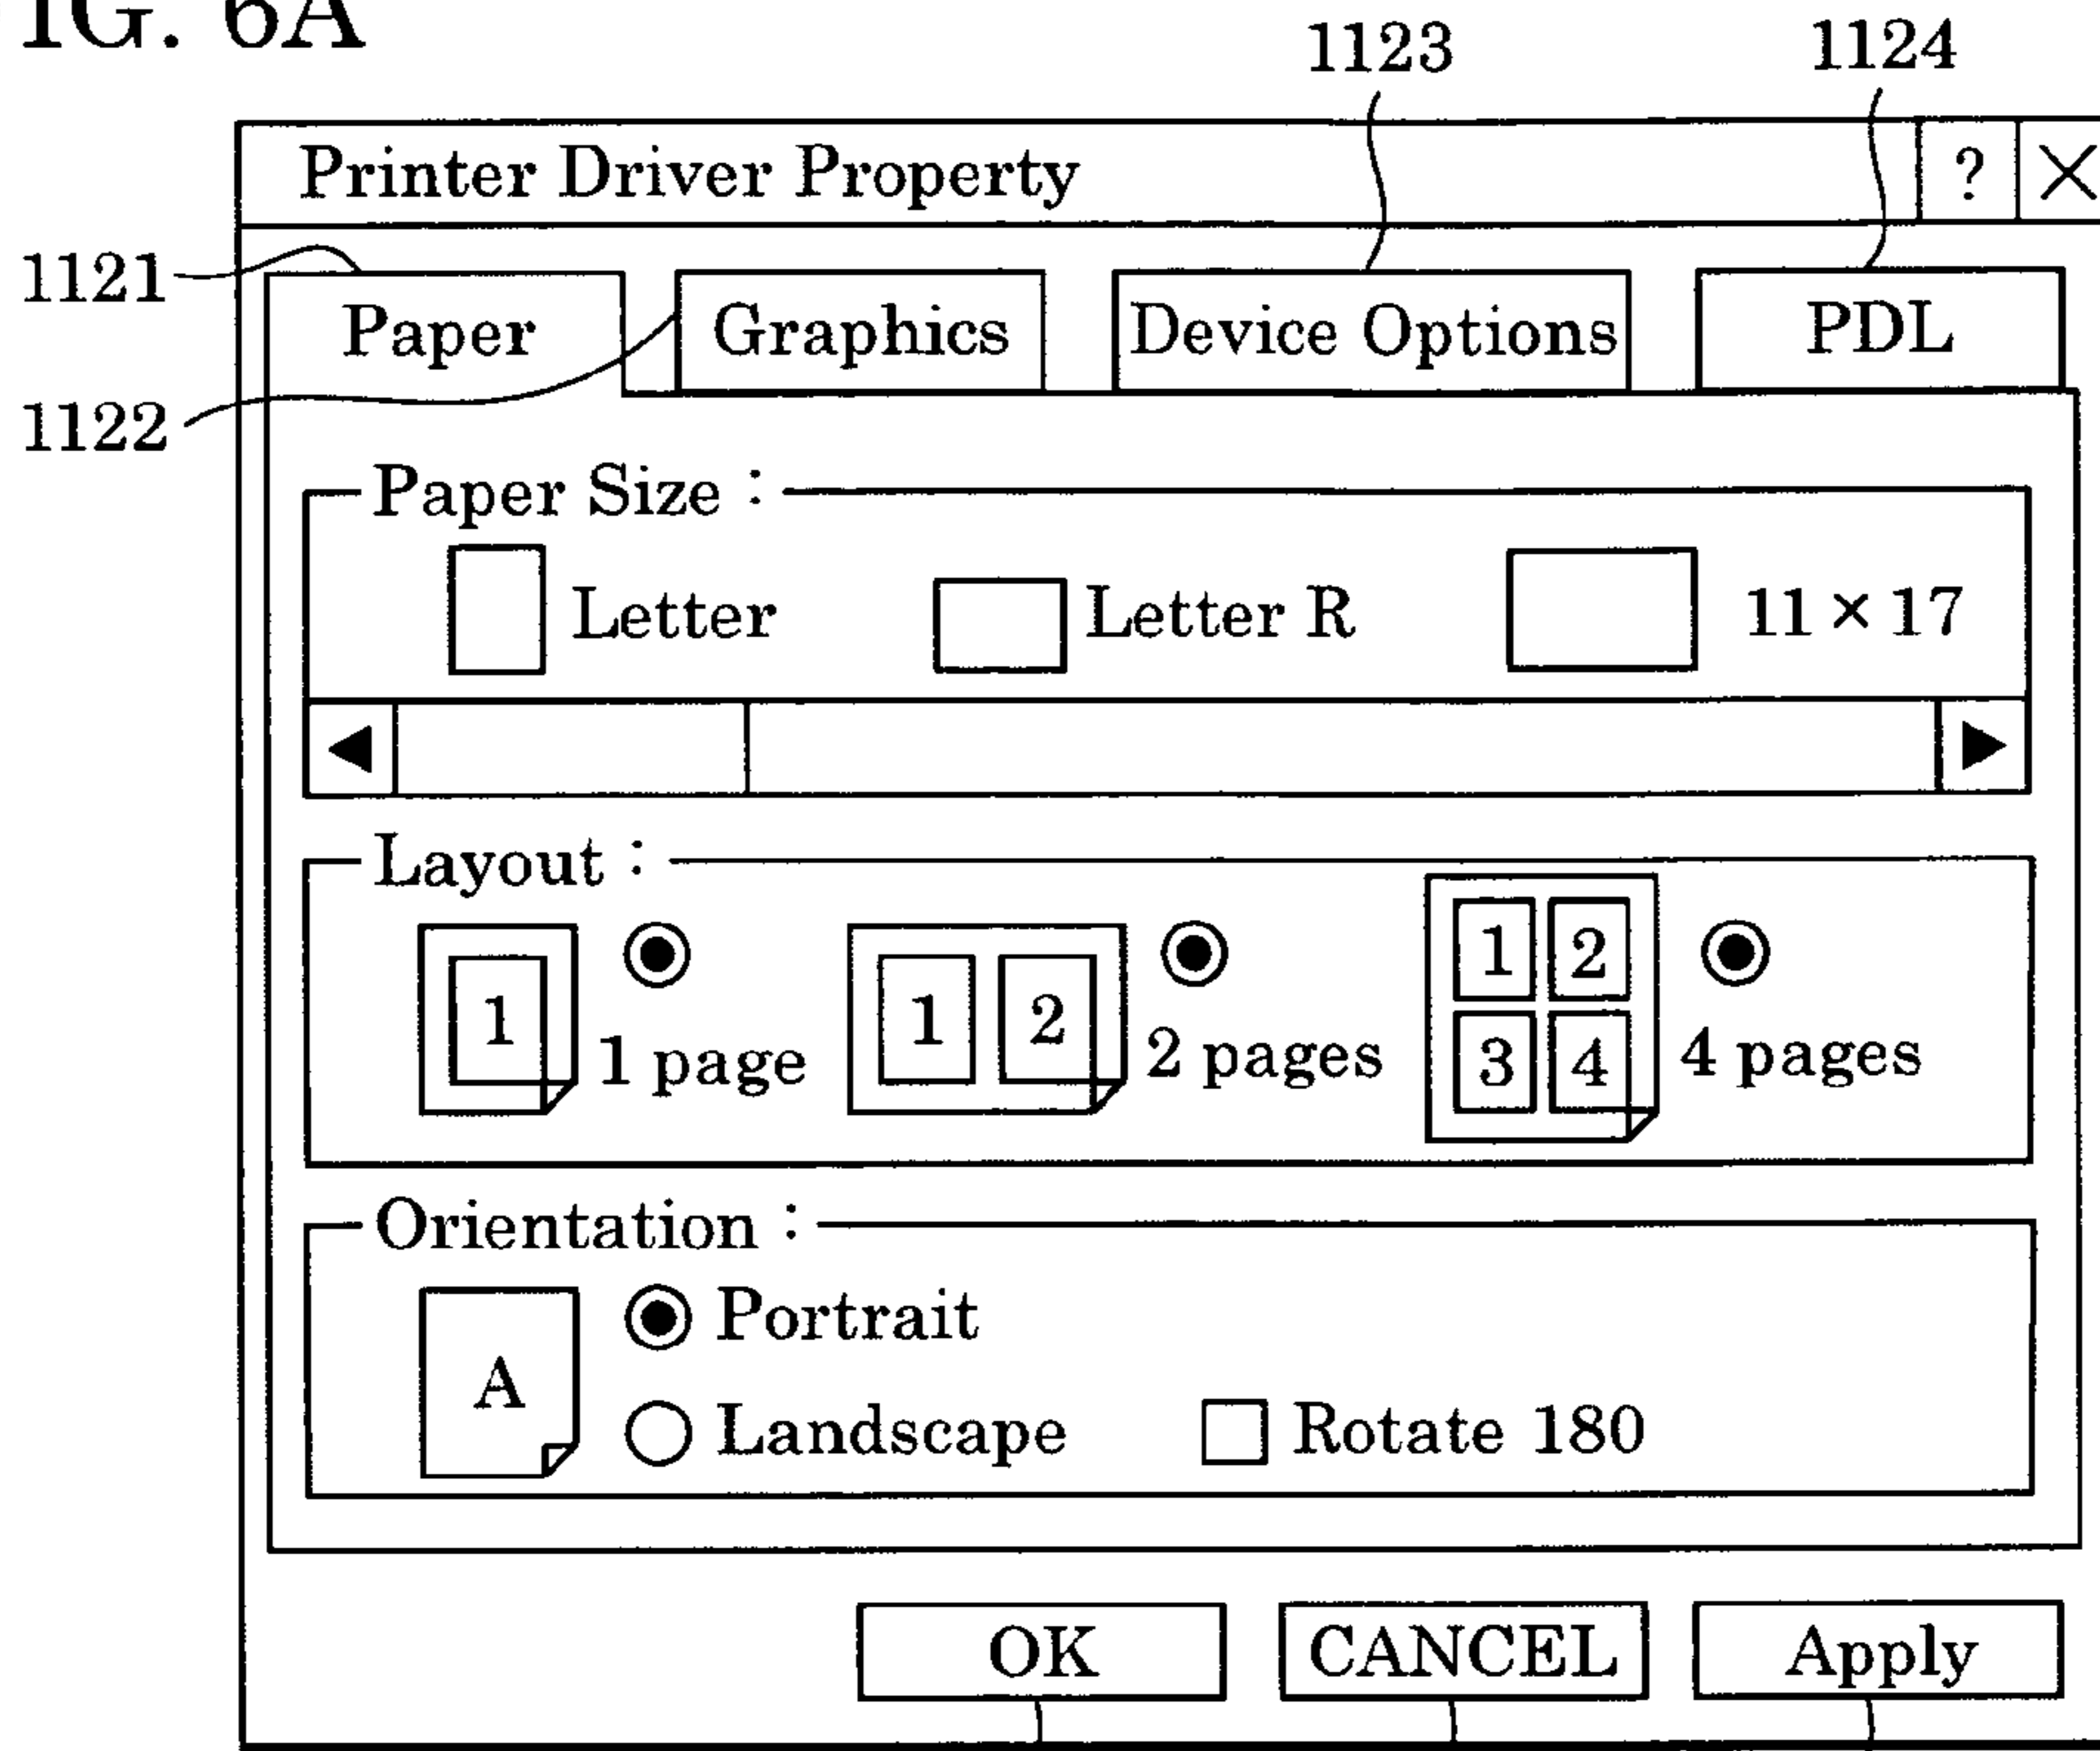 FIG. 6A
1123 1124
Printer Driver Property ? ×
1121
Paper Graphics Device Options PDL
1122
Paper Size :
Letter Letter R 11 × 17
Layout :
1 1 page 1 2 2 pages 1 2 3 4 4 pages
Orientation :
Portrait
A
Landscape Rotate 180
OK CANCEL Apply